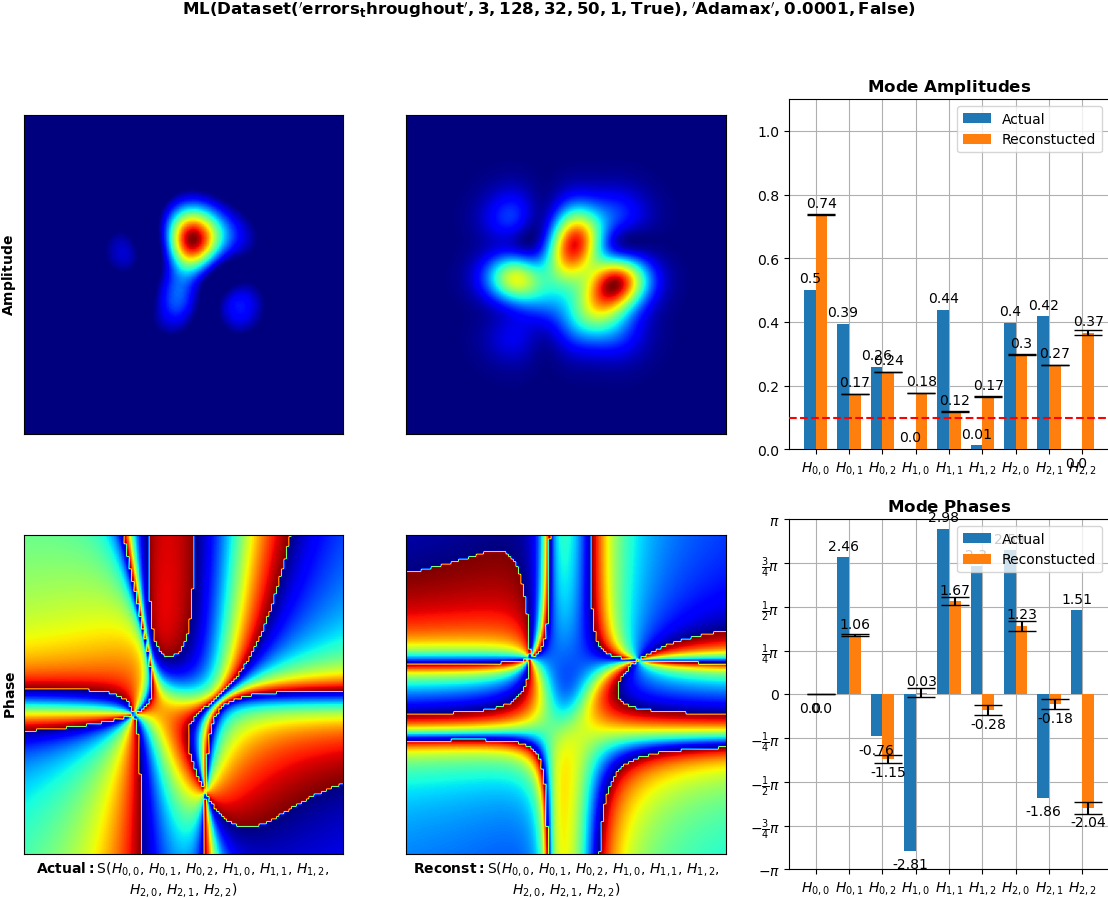 ML(Dataset('errors_throughout', 3, 128, 32, 50, 1, True), 'Adamax', 0.0001, False)
Amplitude
Mode Amplitudes
Actual
Reconstucted
1.0
0.8
0.6
0.4
0.2
0.0
0.5
0.74
0.39
0.17
0.26
0.24
0.0
0.18
0.44
0.12
0.01
0.17
0.4
0.3
0.42
0.27
0.0
0.37
H0,0 H0,1 H0,2 H1,0 H1,1 H1,2 H2,0 H2,1 H2,2
Phase
Actual:S(H0,0, H0,1, H0,2, H1,0, H1,1, H1,2,
H2,0, H2,1, H2,2)
Reconst:S(H0,0, H0,1, H0,2, H1,0, H1,1, H1,2,
H2,0, H2,1, H2,2)
Mode Phases
Actual
Reconstucted
π
3/4π
1/2π
1/4π
0
−1/4π
−1/2π
−3/4π
−π
0.0
0.0
2.46
1.06
-0.76
-1.15
-2.81
0.03
2.98
1.67
-0.28
1.23
-1.86
-0.18
1.51
-2.04
H0,0 H0,1 H0,2 H1,0 H1,1 H1,2 H2,0 H2,1 H2,2